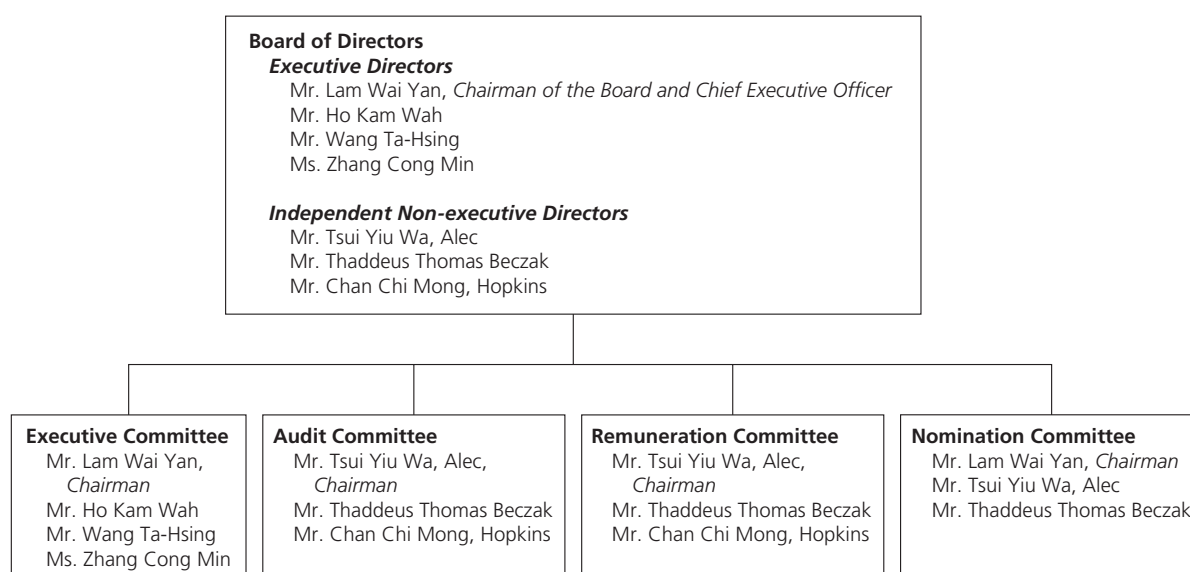 Board of Directors
Executive Directors
Mr. Lam Wai Yan, Chairman of the Board and Chief Executive Officer
Mr. Ho Kam Wah
Mr. Wang Ta-Hsing
Ms. Zhang Cong Min
Independent Non-executive Directors
Mr. Tsui Yiu Wa, Alec
Mr. Thaddeus Thomas Beczak
Mr. Chan Chi Mong, Hopkins
Executive Committee
Mr. Lam Wai Yan,
Chairman
Mr. Ho Kam Wah
Mr. Wang Ta-Hsing
Ms. Zhang Cong Min
Audit Committee
Mr. Tsui Yiu Wa, Alec,
Chairman
Mr. Thaddeus Thomas Beczak
Mr. Chan Chi Mong, Hopkins
Remuneration Committee
Mr. Tsui Yiu Wa, Alec,
Chairman
Mr. Thaddeus Thomas Beczak
Mr. Chan Chi Mong, Hopkins
Nomination Committee
Mr. Lam Wai Yan, Chairman
Mr. Tsui Yiu Wa, Alec
Mr. Thaddeus Thomas Beczak